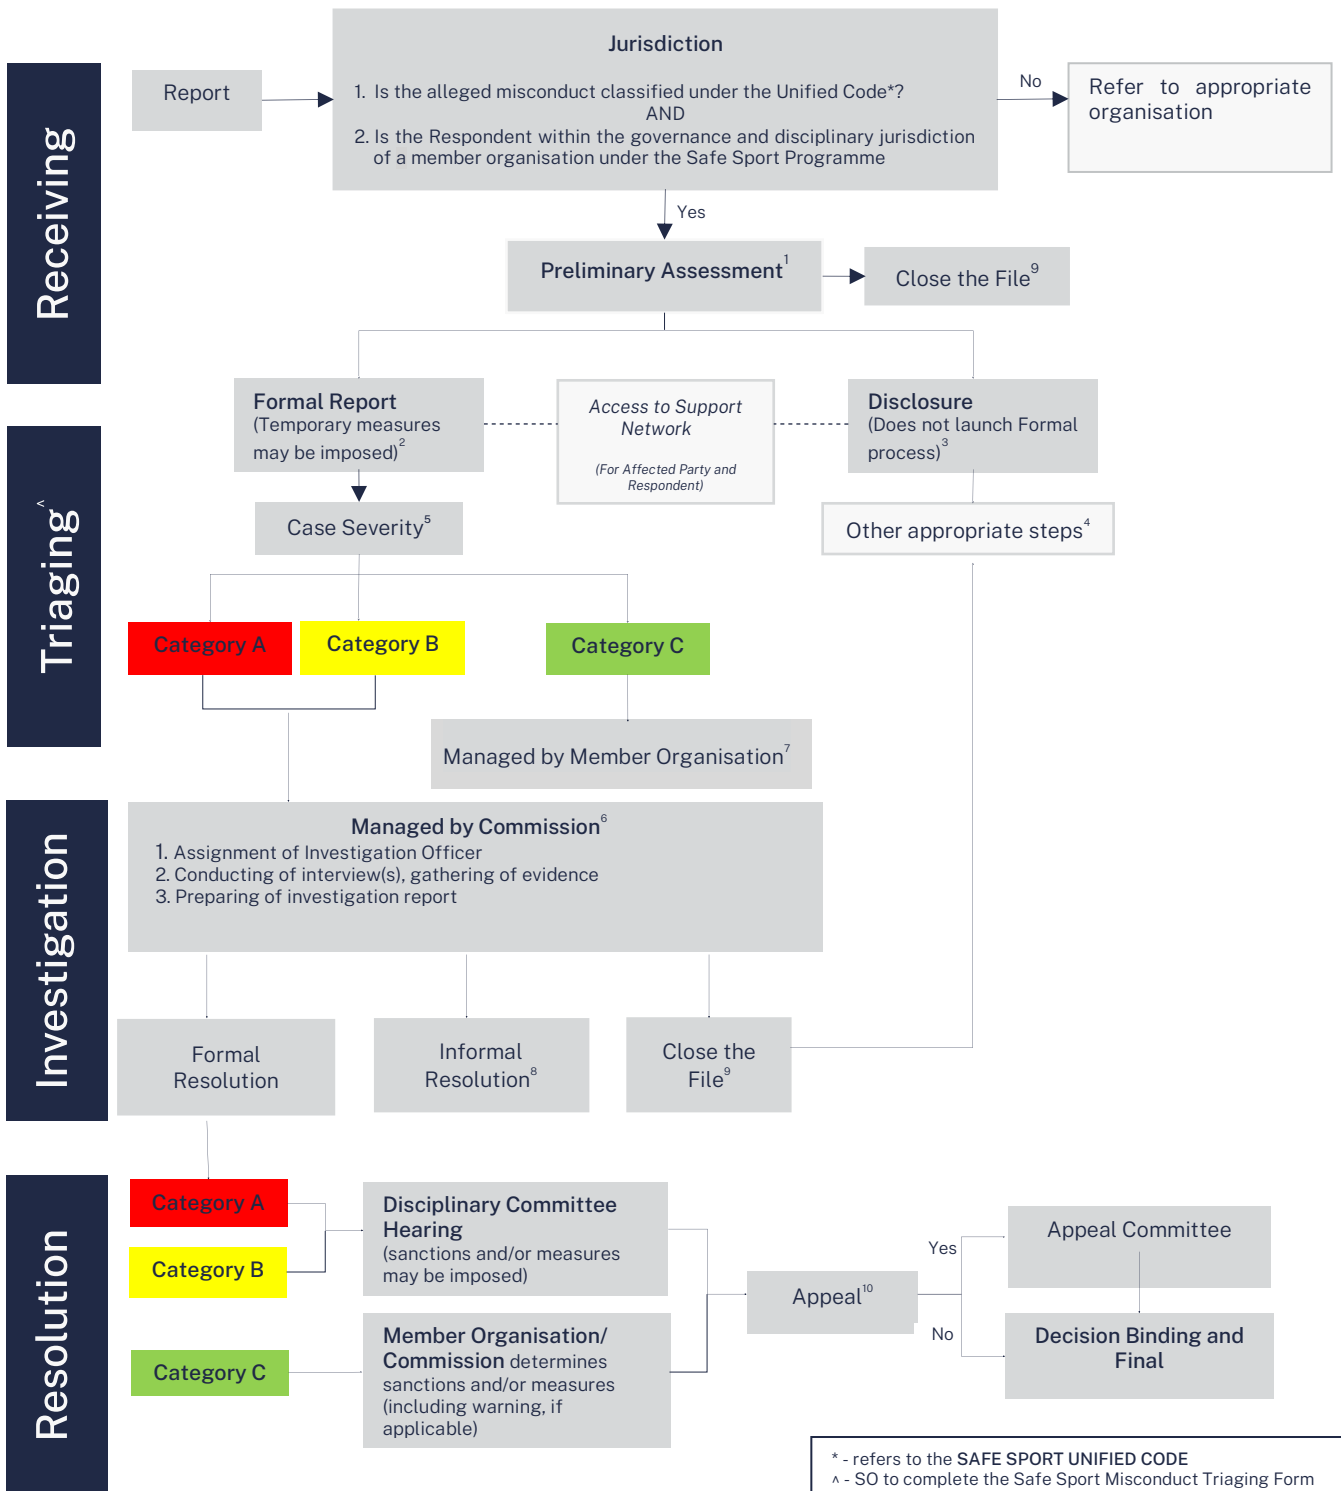 Receiving
Report
Jurisdiction
1. Is the alleged misconduct classified under the Unified Code*?
AND
2. Is the Respondent within the governance and disciplinary jurisdiction
of a member organisation under the Safe Sport Programme
No
Refer to appropriate
organisation
Yes
Preliminary Assessment1
Close the File9
Triaging^
Formal Report
(Temporary measures
may be imposed)2
Access to Support
Network
(For Affected Party and
Respondent)
Disclosure
(Does not launch Formal
process)3
Case Severity5
Other appropriate steps4
Category A
Category B
Category C
Managed by Member Organisation7
Investigation
Managed by Commission6
1. Assignment of Investigation Officer
2. Conducting of interview(s), gathering of evidence
3. Preparing of investigation report
Formal
Resolution
Informal
Resolution8
Close the
File9
Resolution
Category A
Category B
Disciplinary Committee
Hearing
(sanctions and/or measures
may be imposed)
Category C
Member Organisation/
Commission determines
sanctions and/or measures
(including warning, if
applicable)
Appeal10
Yes
No
Appeal Committee
Decision Binding and
Final
* - refers to the SAFE SPORT UNIFIED CODE
^ - SO to complete the Safe Sport Misconduct Triaging Form